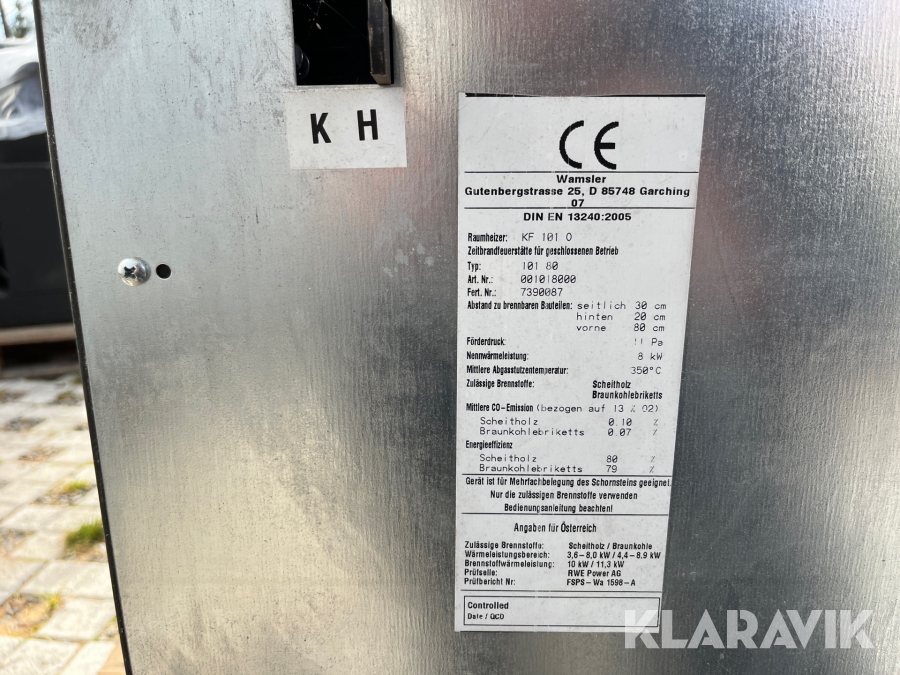 K H
CE
Wamsler
Gutenbergstrasse 25, D 85748 Garching
07
DIN EN 13240:2005
Raumheizer: KF 101 O
Zeitbrandfeuerstätte für geschlossenen Betrieb
Typ: 101 80
Art. Nr.: 001018000
Fert. Nr.: 7390087
Abstand zu brennbaren Bauteilen: seitlich 30 cm
hinten 20 cm
vorne 80 cm
Förderdruck: 11 Pa
Nennwärmeleistung: 8 kW
Mittlere Abgasstutzentemperatur: 350°C
Zulässige Brennstoffe: Scheitholz
Braunkohlebriketts
Mittlere CO-Emission (bezogen auf 13 % O2)
Scheitholz 0.10 %
Braunkohlebriketts 0.07 %
Energieeffizienz
Scheitholz 80 %
Braunkohlebriketts 79 %
Gerät ist für Mehrfachbelegung des Schornsteins geeignet.
Nur die zulässigen Brennstoffe verwenden
Bedienungsanleitung beachten!
Angaben für Österreich
Zulässige Brennstoffe: Scheitholz / Braunkohle
Wärmeleistungsbereich: 3,6-8,0 kW / 4,4-8,9 kW
Brennstoffwärmeleistung: 10 kW / 11,3 kW
Prüfselle: RWE Power AG
Prüfbericht Nr: FSPS-Wa 1598-A
Controlled
Date / QCD
KLARAVIK